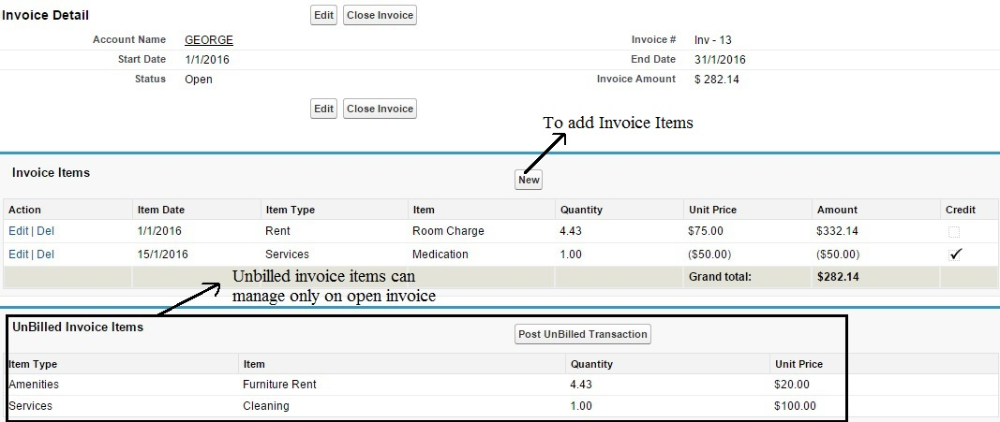 Invoice Detail Edit Close Invoice
Account Name GEORGE Invoice # Inv - 13
Start Date 1/1/2016 End Date 31/1/2016
Status Open Invoice Amount $ 282.14
Edit Close Invoice
To add Invoice Items
Invoice Items New
Action Item Date Item Type Item Quantity Unit Price Amount Credit
Edit | Del 1/1/2016 Rent Room Charge 4.43 $75.00 $332.14
Edit | Del 15/1/2016 Services Medication 1.00 ($50.00) ($50.00) ✓
Grand total: $282.14
Unbilled invoice items can
manage only on open invoice
UnBilled Invoice Items Post UnBilled Transaction
Item Type Item Quantity Unit Price
Amenities Furniture Rent 4.43 $20.00
Services Cleaning 1.00 $100.00